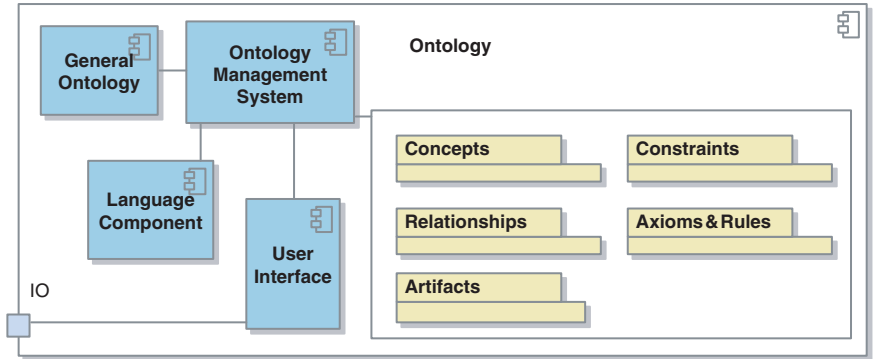 Ontology
General
Ontology
Ontology
Management
System
Language
Component
User
Interface
IO
Concepts
Constraints
Relationships
Axioms & Rules
Artifacts